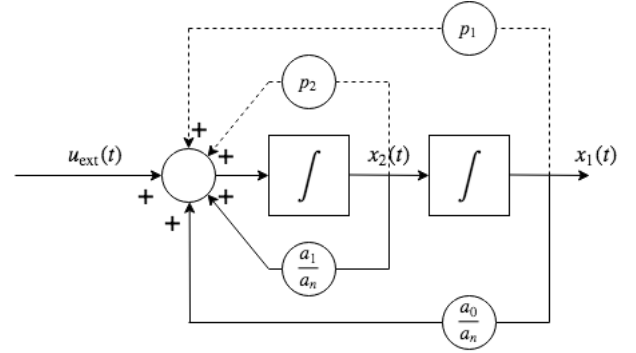 p₁
p₂
+
u_ext(t)
+
∫
x₂(t)
∫
x₁(t)
+
+
+
a₁/aₙ
a₀/aₙ